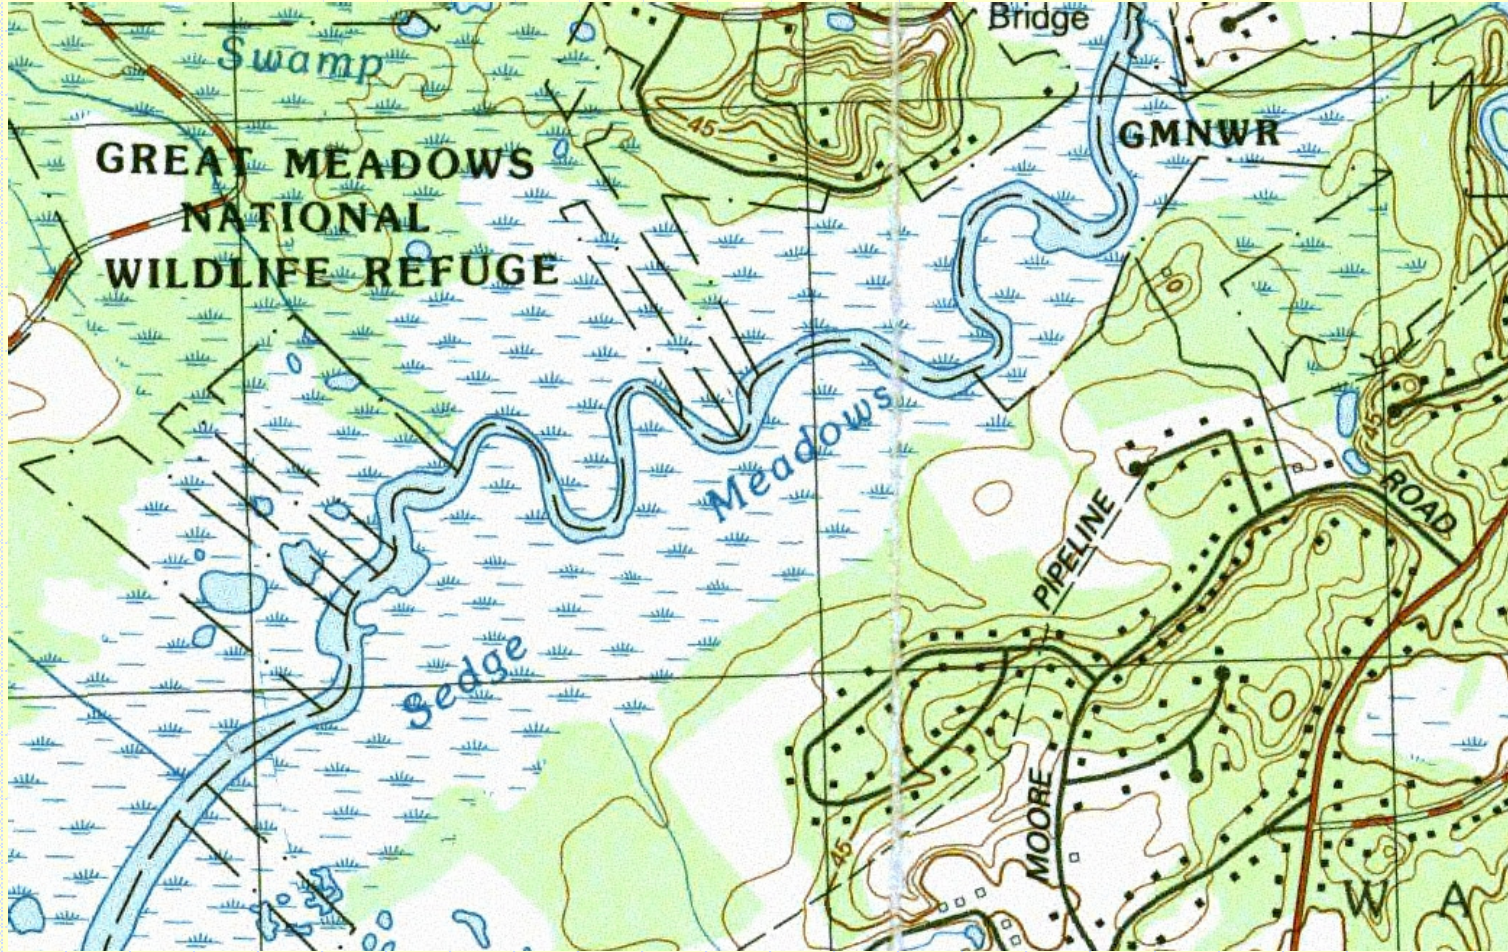 Bridge
Swamp
45
GMNWR
GREAT MEADOWS
NATIONAL
WILDLIFE REFUGE
Meadows
45
ROAD
PIPELINE
Sedge
MOORE
45
W A